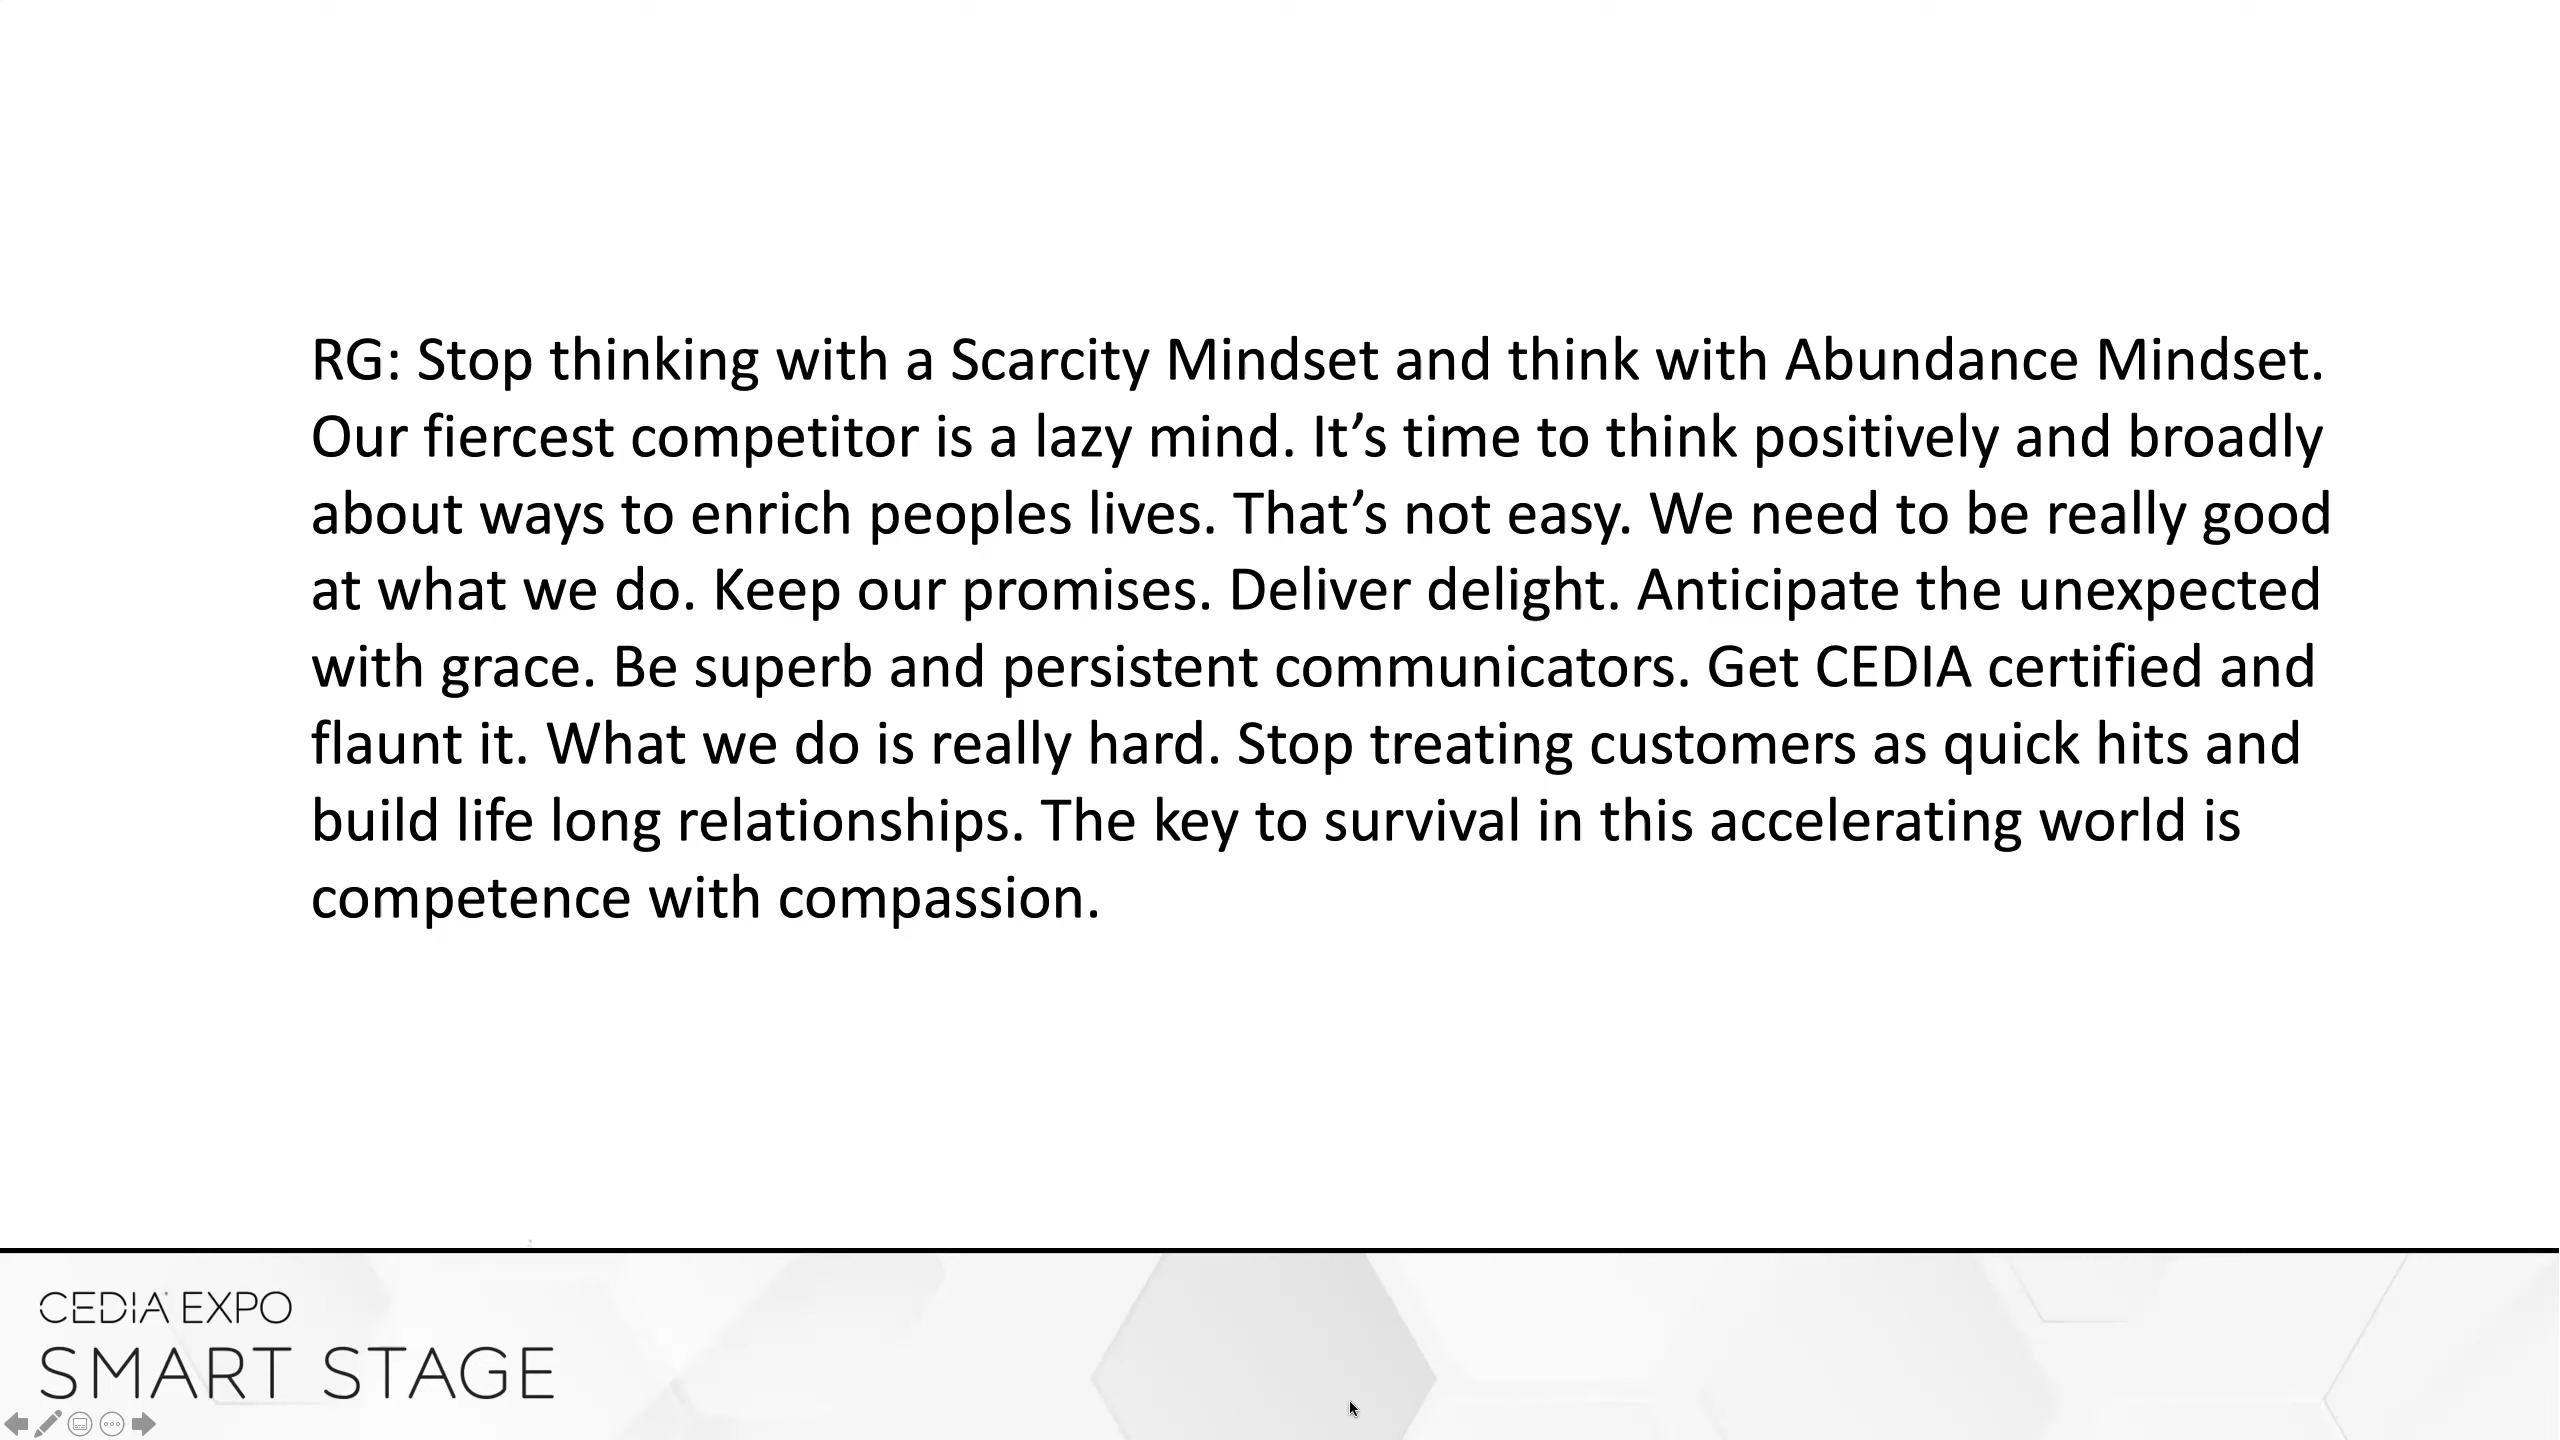 RG: Stop thinking with a Scarcity Mindset and think with Abundance Mindset.
Our fiercest competitor is a lazy mind. It’s time to think positively and broadly
about ways to enrich peoples lives. That’s not easy. We need to be really good
at what we do. Keep our promises. Deliver delight. Anticipate the unexpected
with grace. Be superb and persistent communicators. Get CEDIA certified and
flaunt it. What we do is really hard. Stop treating customers as quick hits and
build life long relationships. The key to survival in this accelerating world is
competence with compassion.
CEDIA EXPO
SMART STAGE